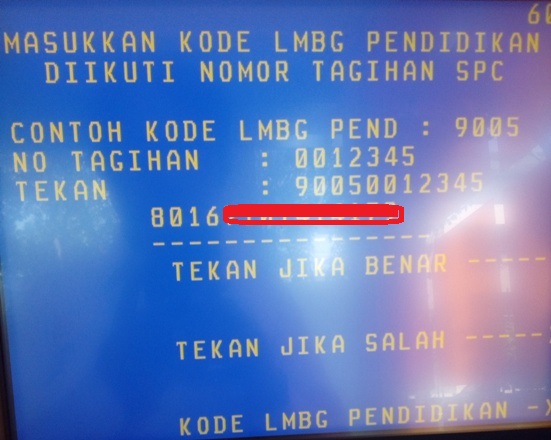 60
MASUKKAN KODE LMBG PENDIDIKAN
DIIKUTI NOMOR TAGIHAN SPC
CONTOH KODE LMBG PEND : 9005
NO TAGIHAN : 0012345
TEKAN : 90050012345
8016
TEKAN JIKA BENAR -----
TEKAN JIKA SALAH -----
KODE LMBG PENDIDIKAN -